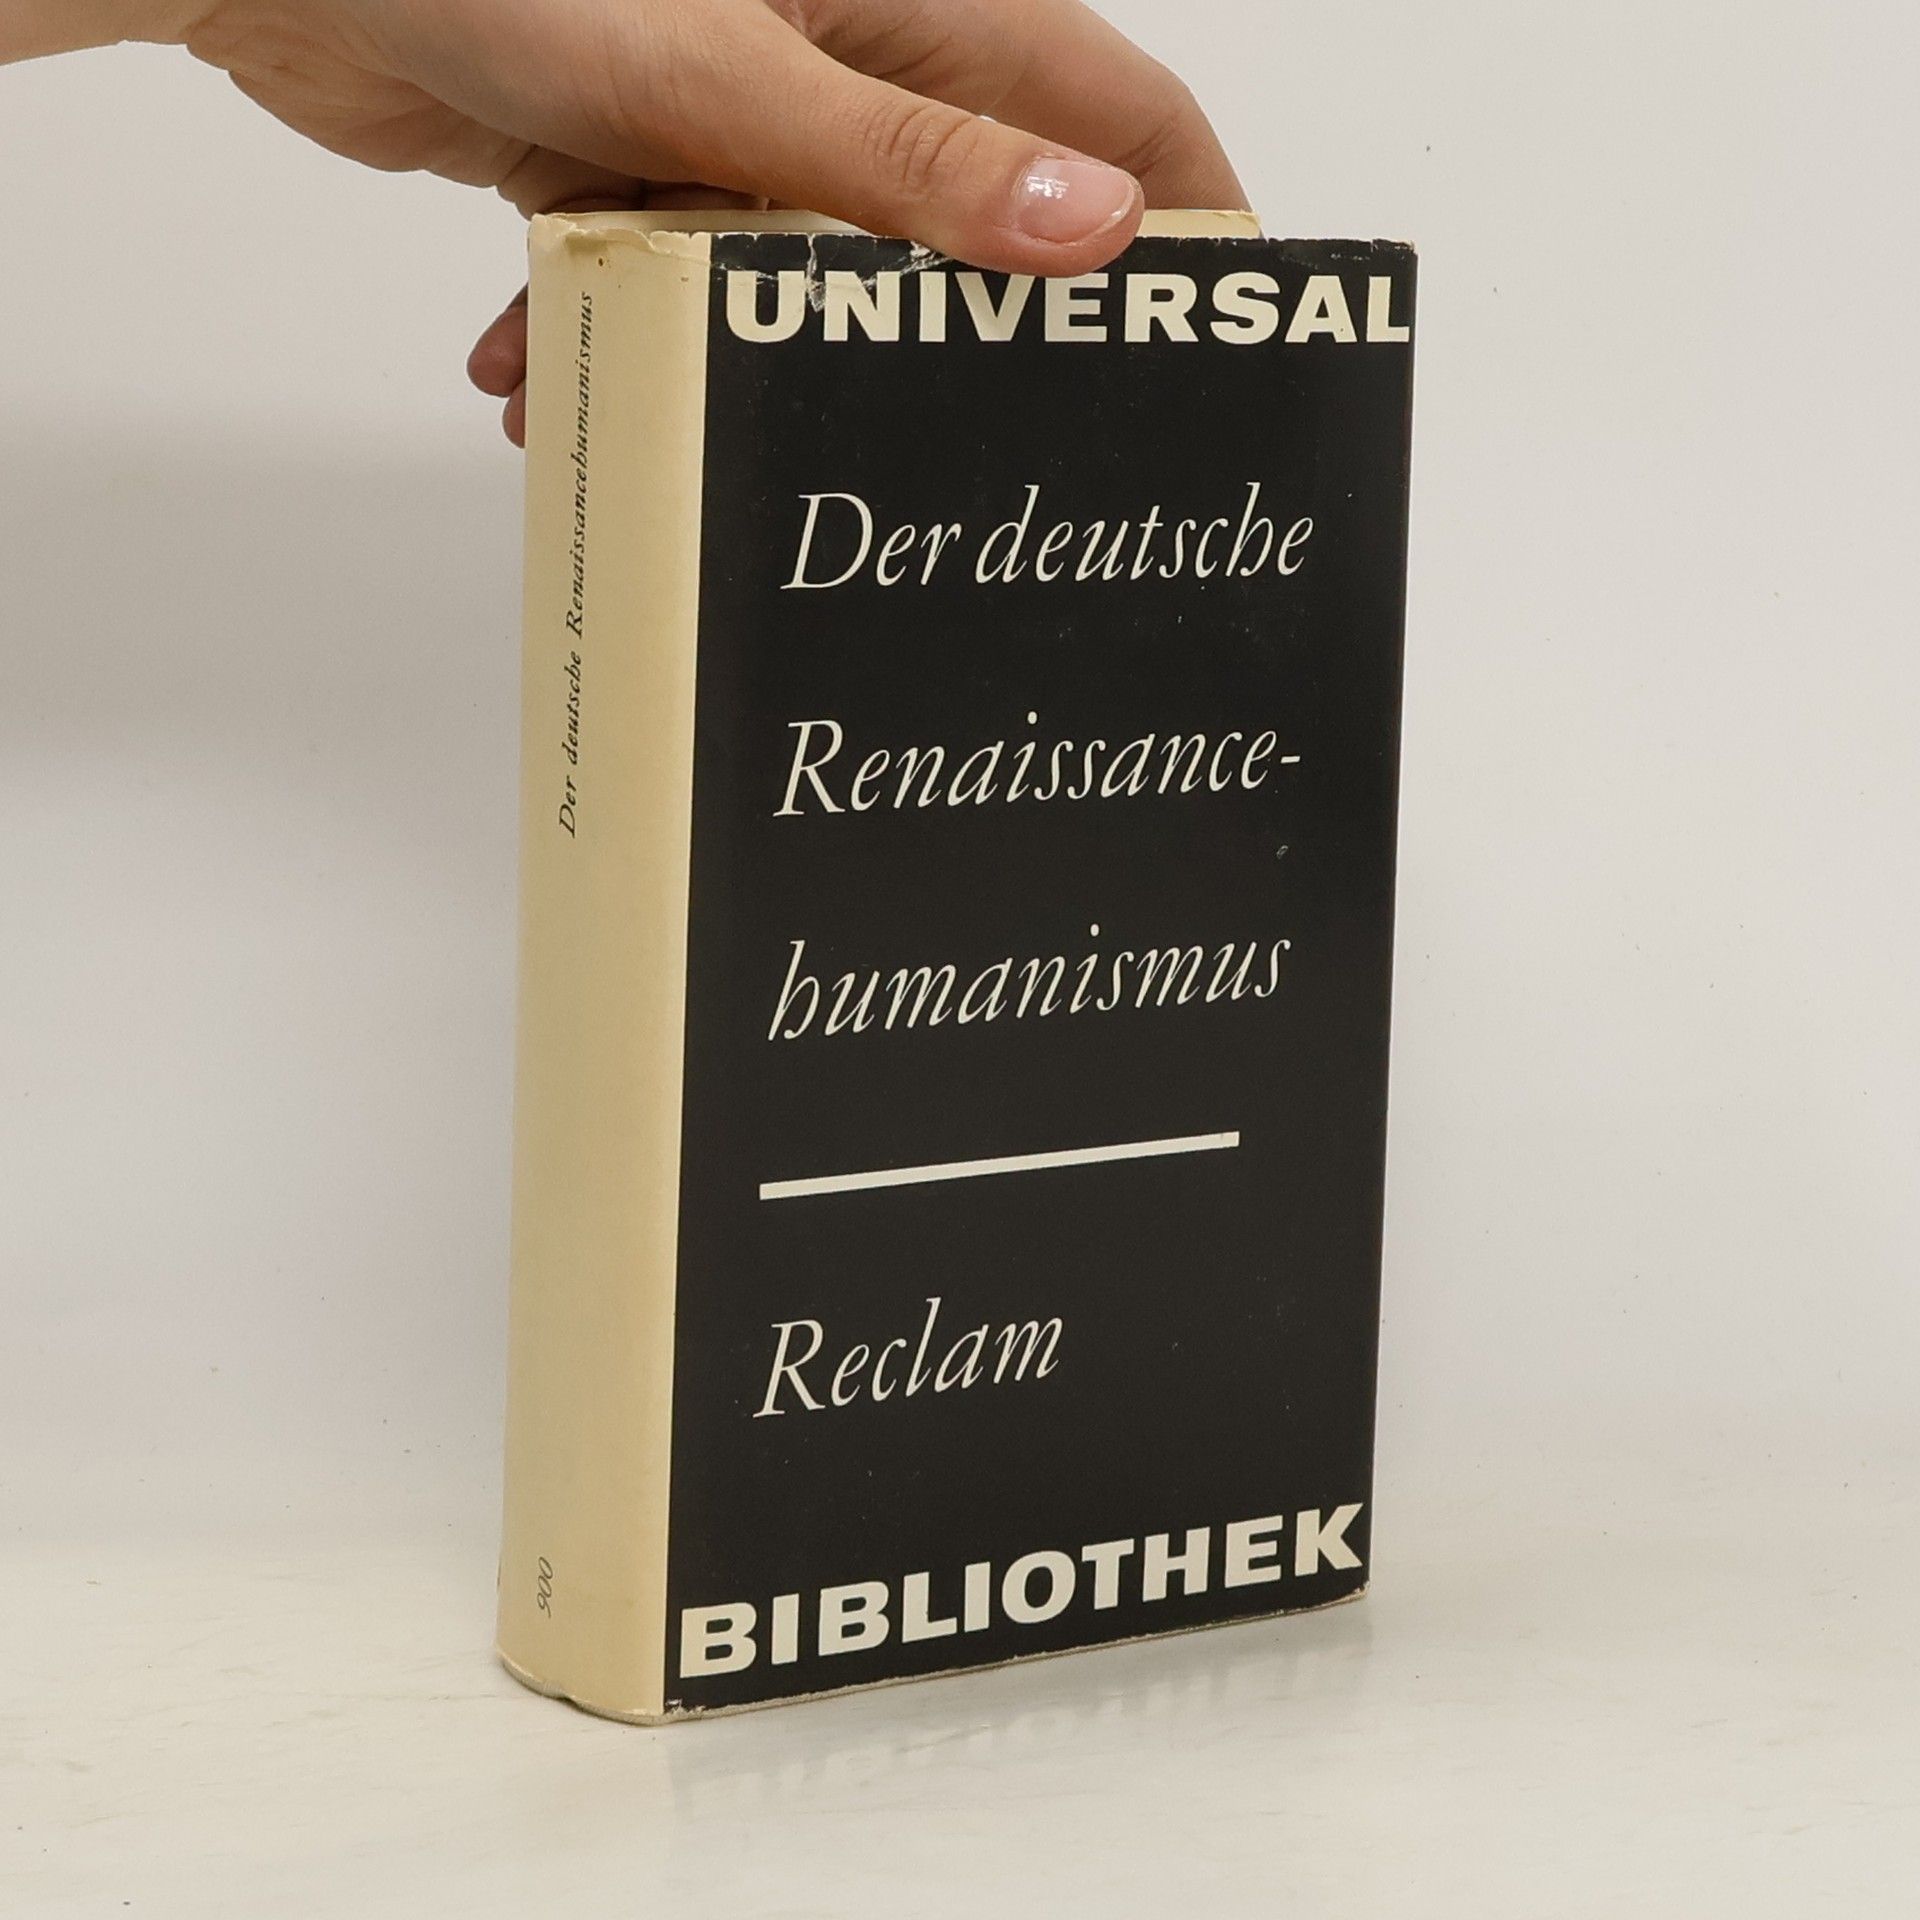 Der deutsche Renaissancehumanismus
900
UNIVERSAL
Der deutsche
Renaissance-
humanismus
Reclam
BIBLIOTHEK